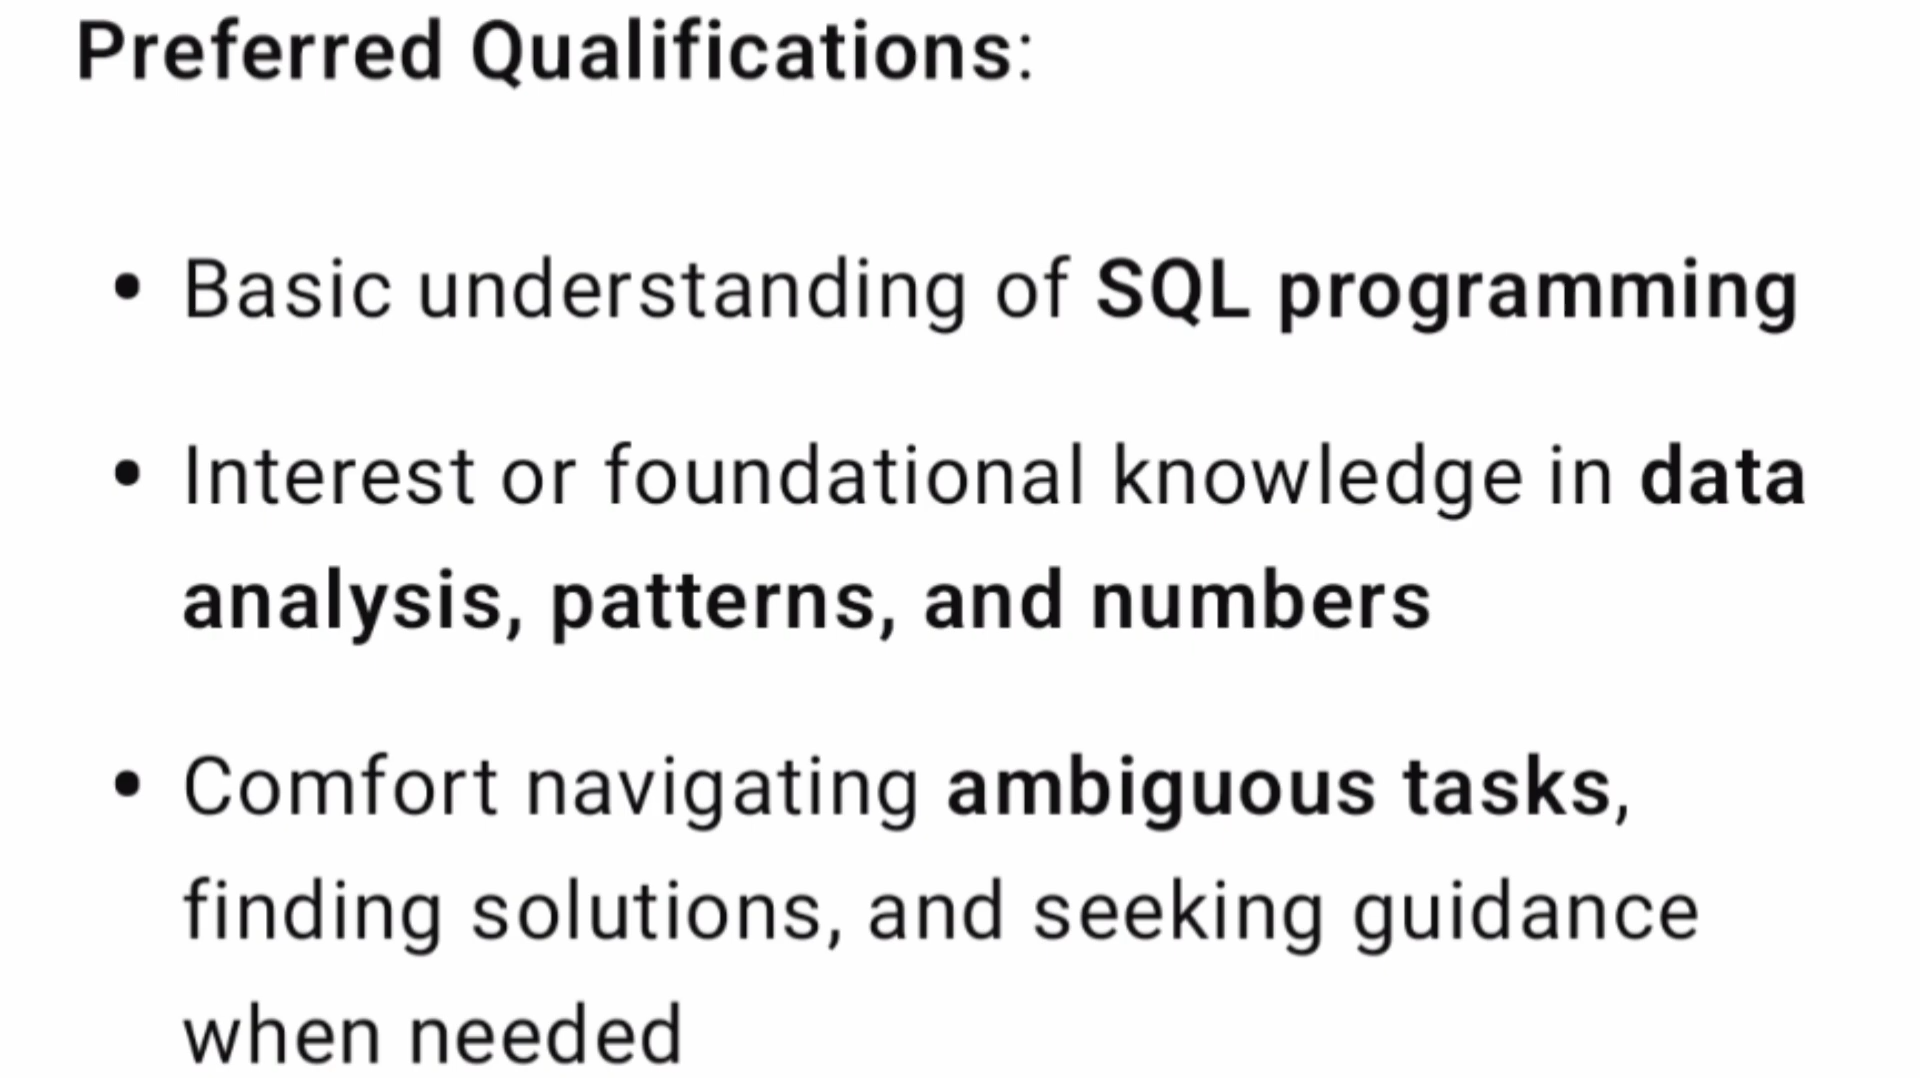 Preferred Qualifications:
• Basic understanding of SQL programming
• Interest or foundational knowledge in data
analysis, patterns, and numbers
• Comfort navigating ambiguous tasks,
finding solutions, and seeking guidance
when needed